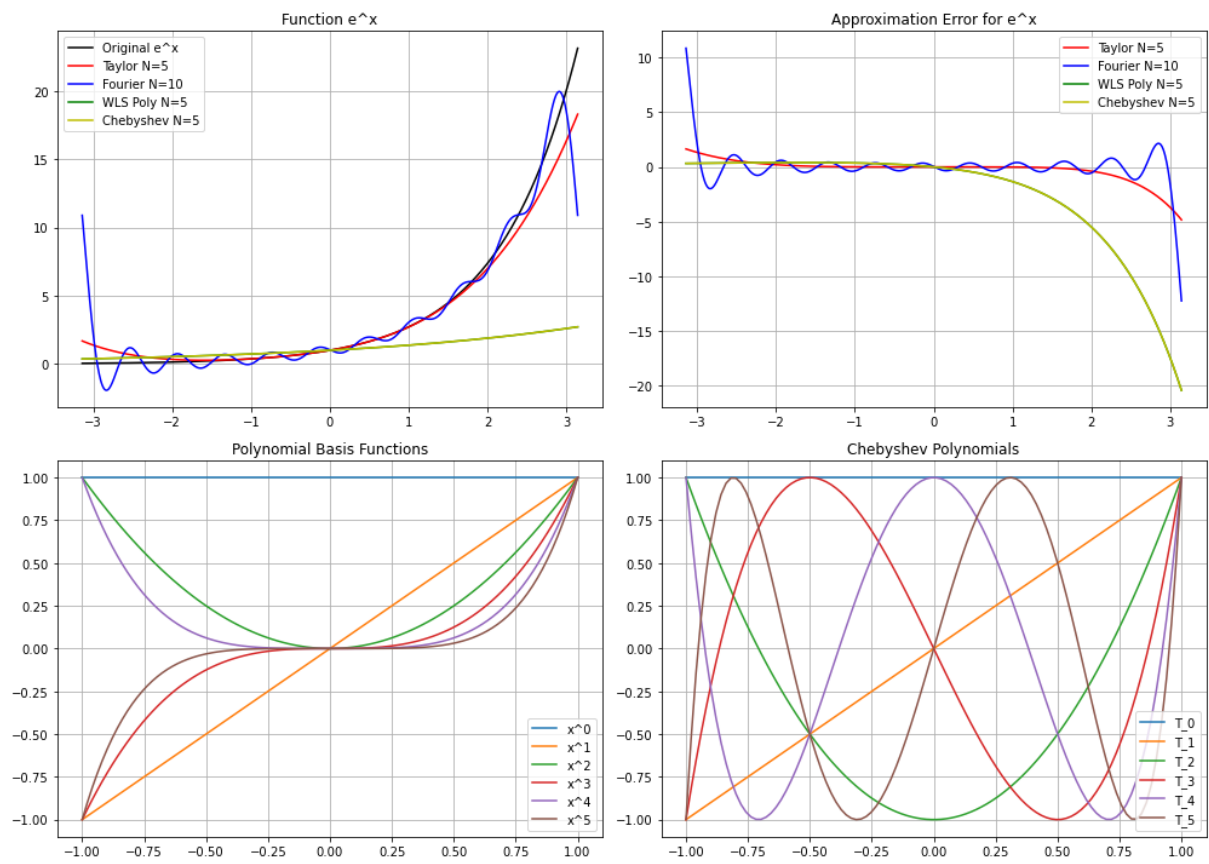 Function e^x
Original e^x
Taylor N=5
Fourier N=10
WLS Poly N=5
Chebyshev N=5
20
15
10
5
0
−3 −2 −1 0 1 2 3
Approximation Error for e^x
Taylor N=5
Fourier N=10
WLS Poly N=5
Chebyshev N=5
10
5
0
−5
−10
−15
−20
−3 −2 −1 0 1 2 3
Polynomial Basis Functions
1.00
0.75
0.50
0.25
0.00
−0.25
−0.50
−0.75
−1.00
x^0
x^1
x^2
x^3
x^4
x^5
−1.00 −0.75 −0.50 −0.25 0.00 0.25 0.50 0.75 1.00
Chebyshev Polynomials
1.00
0.75
0.50
0.25
0.00
−0.25
−0.50
−0.75
−1.00
T_0
T_1
T_2
T_3
T_4
T_5
−1.00 −0.75 −0.50 −0.25 0.00 0.25 0.50 0.75 1.00